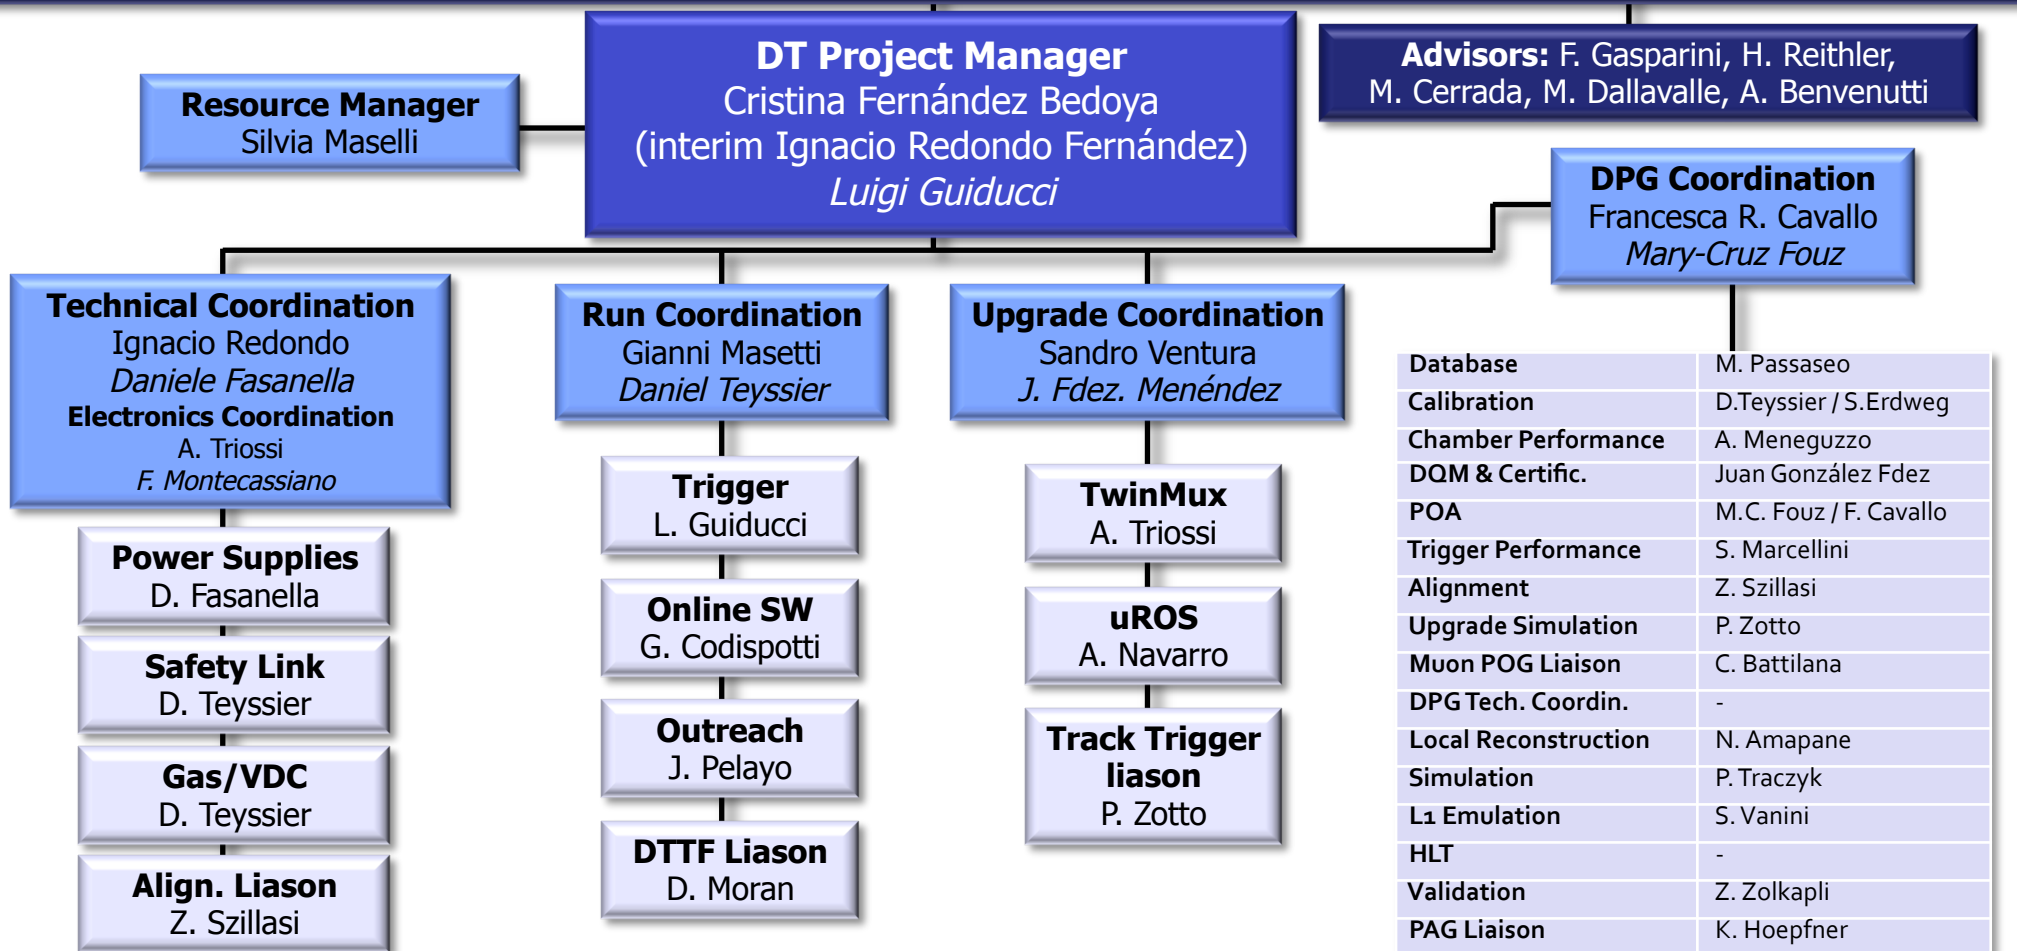 DT Project Manager
Cristina Fernández Bedoya
(interim Ignacio Redondo Fernández)
Luigi Guiducci
Advisors: F. Gasparini, H. Reithler,
M. Cerrada, M. Dallavalle, A. Benvenutti
Resource Manager
Silvia Maselli
DPG Coordination
Francesca R. Cavallo
Mary-Cruz Fouz
Technical Coordination
Ignacio Redondo
Daniele Fasanella
Electronics Coordination
A. Triossi
F. Montecassiano
Power Supplies
D. Fasanella
Safety Link
D. Teyssier
Gas/VDC
D. Teyssier
Align. Liason
Z. Szillasi
Run Coordination
Gianni Masetti
Daniel Teyssier
Trigger
L. Guiducci
Online SW
G. Codispotti
Outreach
J. Pelayo
DTTF Liason
D. Moran
Upgrade Coordination
Sandro Ventura
J. Fdez. Menéndez
TwinMux
A. Triossi
uROS
A. Navarro
Track Trigger
liason
P. Zotto
Database M. Passaseo
Calibration D.Teyssier / S.Erdweg
Chamber Performance A. Meneguzzo
DQM & Certific. Juan González Fdez
POA M.C. Fouz / F. Cavallo
Trigger Performance S. Marcellini
Alignment Z. Szillasi
Upgrade Simulation P. Zotto
Muon POG Liaison C. Battilana
DPG Tech. Coordin. -
Local Reconstruction N. Amapane
Simulation P. Traczyk
L1 Emulation S. Vanini
HLT -
Validation Z. Zolkapli
PAG Liaison K. Hoepfner